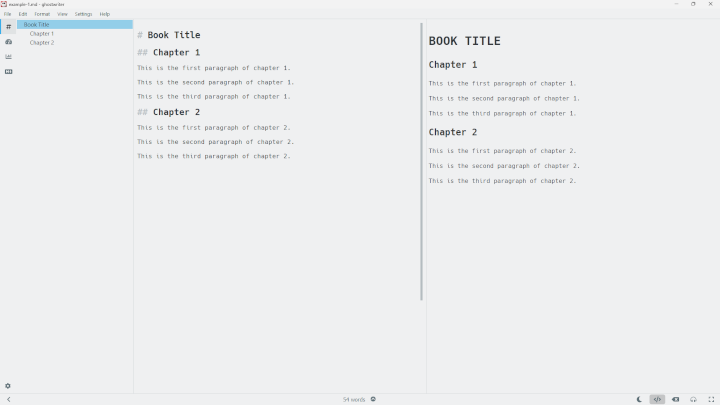 example-1.md - ghostwriter
File Edit Format View Settings Help
Book Title
Chapter 1
Chapter 2
# Book Title
## Chapter 1
This is the first paragraph of chapter 1.
This is the second paragraph of chapter 1.
This is the third paragraph of chapter 1.
## Chapter 2
This is the first paragraph of chapter 2.
This is the second paragraph of chapter 2.
This is the third paragraph of chapter 2.
BOOK TITLE
Chapter 1
This is the first paragraph of chapter 1.
This is the second paragraph of chapter 1.
This is the third paragraph of chapter 1.
Chapter 2
This is the first paragraph of chapter 2.
This is the second paragraph of chapter 2.
This is the third paragraph of chapter 2.
59 words